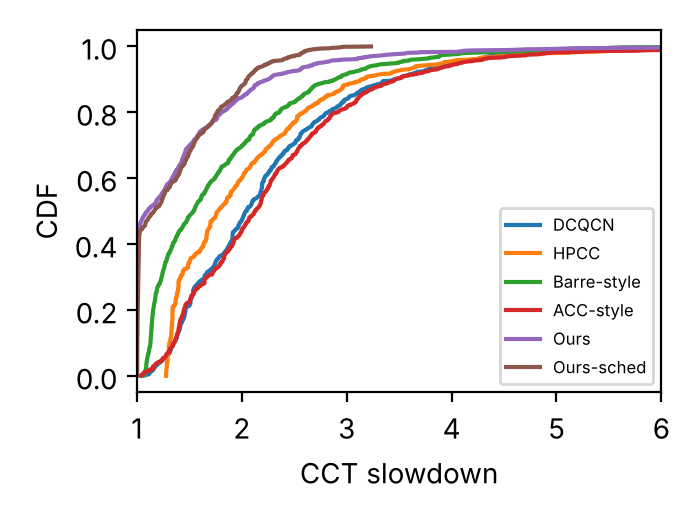 1.0
0.8
0.6
0.4
0.2
0.0
CDF
DCQCN
HPCC
Barre-style
ACC-style
Ours
Ours-sched
1 2 3 4 5 6
CCT slowdown